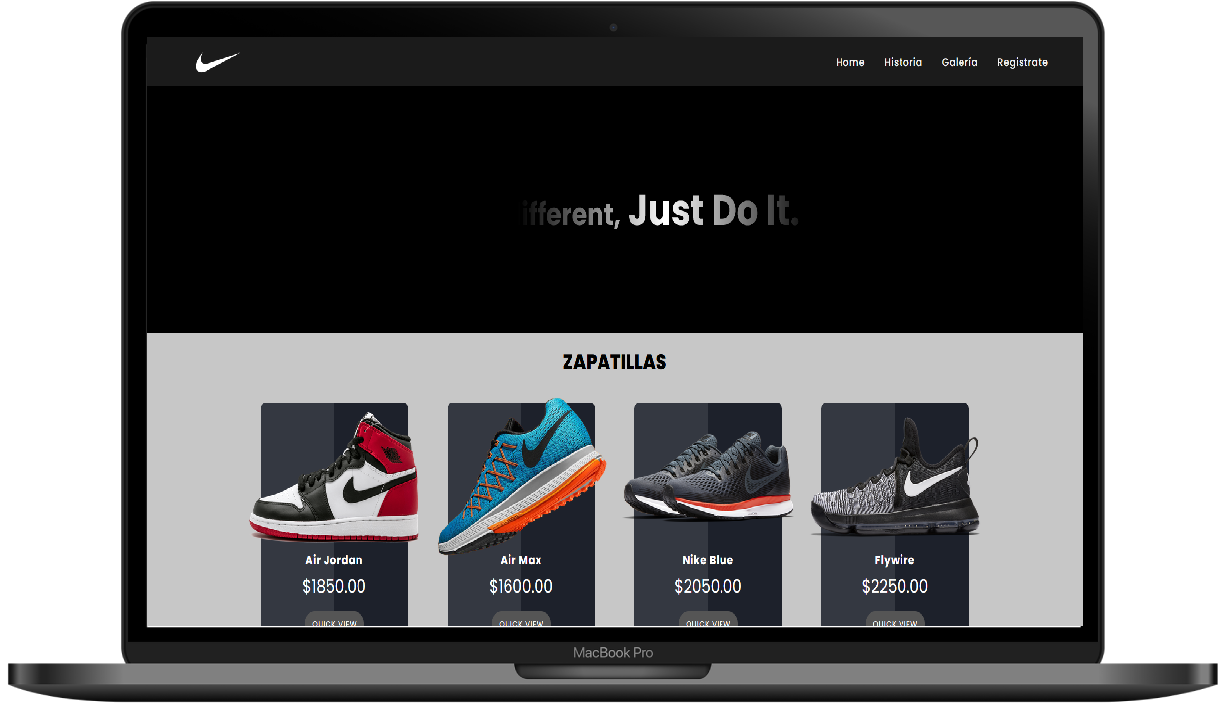 Home Historia Galería Registrate
ifferent, Just Do It.
ZAPATILLAS
Air Jordan Air Max Nike Blue Flywire
$1850.00 $1600.00 $2050.00 $2250.00
QUICK VIEW QUICK VIEW QUICK VIEW QUICK VIEW
MacBook Pro